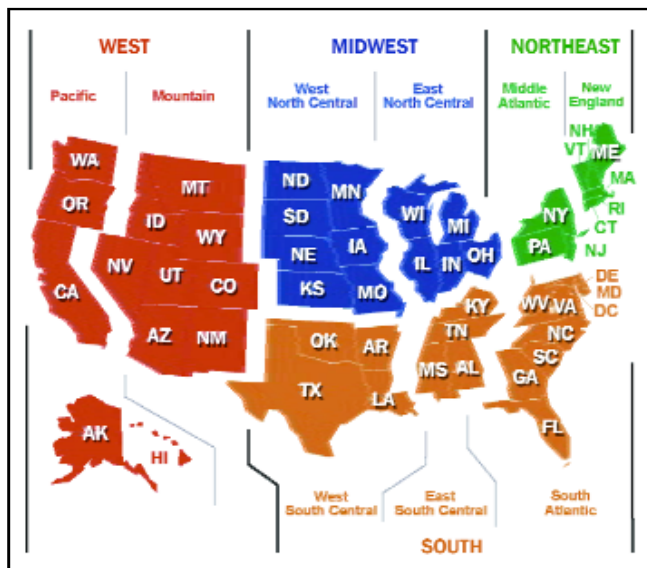 WEST MIDWEST NORTHEAST
Pacific Mountain West North Central East North Central Middle Atlantic New England
NH
VT ME
WA MT ND MN MA
OR ID SD WI MI RI
WY NY CT
NV NE IA PA NJ
UT CO IL IN OH
CA KS MO DE
KY WV VA MD
DC
AZ NM OK AR TN NC
SC
TX MS AL GA
LA
FL
AK HI
West South Central East South Central South Atlantic
SOUTH